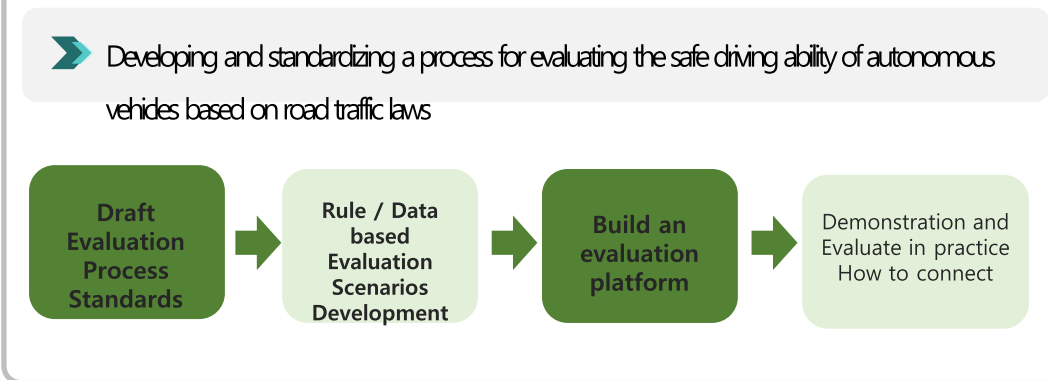 Developing and standardizing a process for evaluating the safe driving ability of autonomous
vehicles based on road traffic laws
Draft
Evaluation
Process
Standards
Rule / Data
based
Evaluation
Scenarios
Development
Build an
evaluation
platform
Demonstration and
Evaluate in practice
How to connect